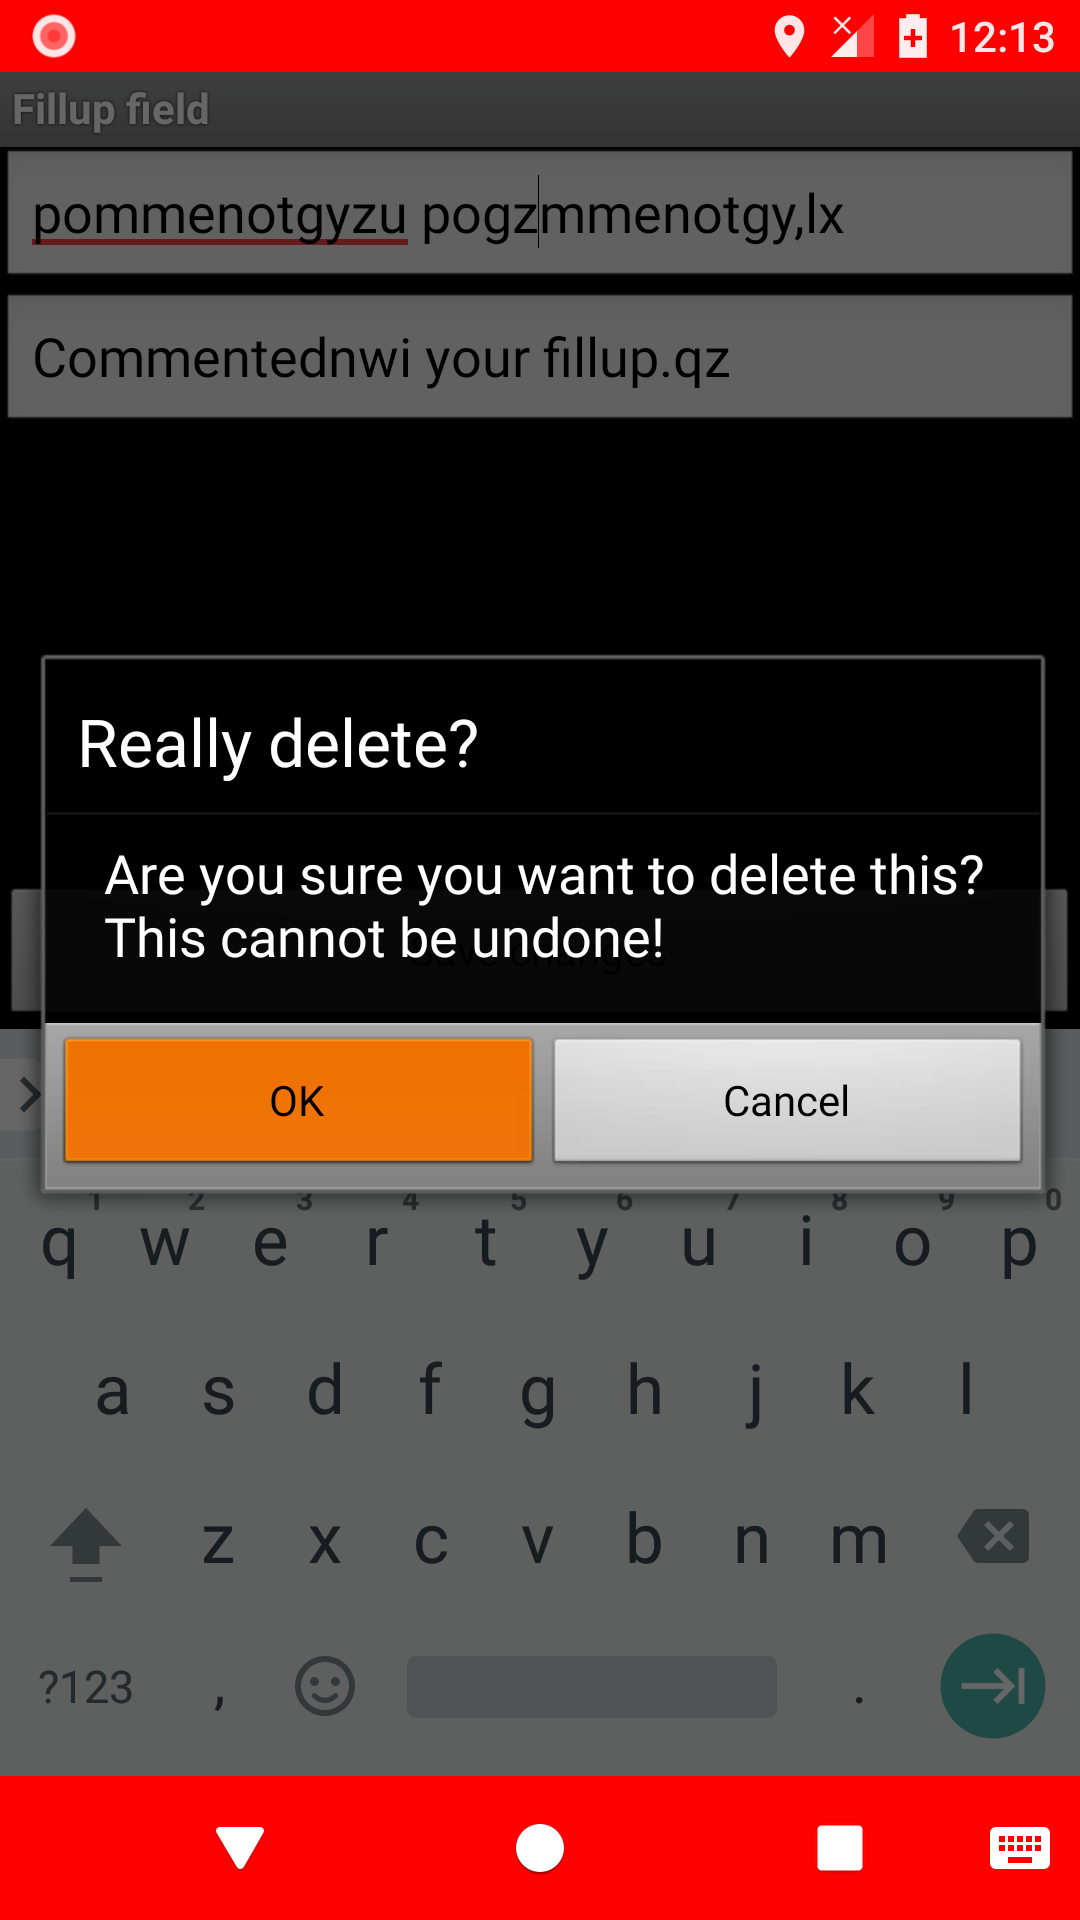 12:13
Fillup field
pommenotgyzu pogzmmenotgy,lx
Commentednwi your fillup.qz
Really delete?
Are you sure you want to delete this?
This cannot be undone!
Save changes
OK Cancel
1 2 3 4 5 6 7 8 9 0
q w e r t y u i o p
a s d f g h j k l
z x c v b n m
?123 , .